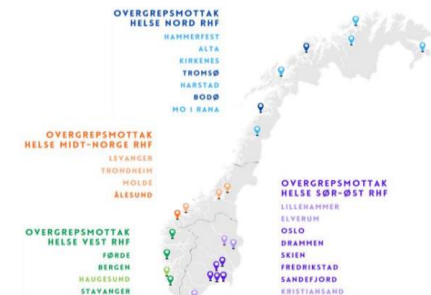 OVERGREPSMOTTAK
HELSE NORD RHF
HAMMERFEST
ALTA
KIRKENES
TROMSØ
HARSTAD
BODØ
MO I RANA
OVERGREPSMOTTAK
HELSE MIDT-NORGE RHF
LEVANGER
TRONDHEIM
MOLDE
ÅLESUND
OVERGREPSMOTTAK
HELSE SØR-ØST RHF
LILLEHAMMER
ELVERUM
OSLO
DRAMMEN
SKIEN
FREDRIKSTAD
SANDEFJORD
KRISTIANSAND
OVERGREPSMOTTAK
HELSE VEST RHF
FØRDE
BERGEN
HAUGESUND
STAVANGER